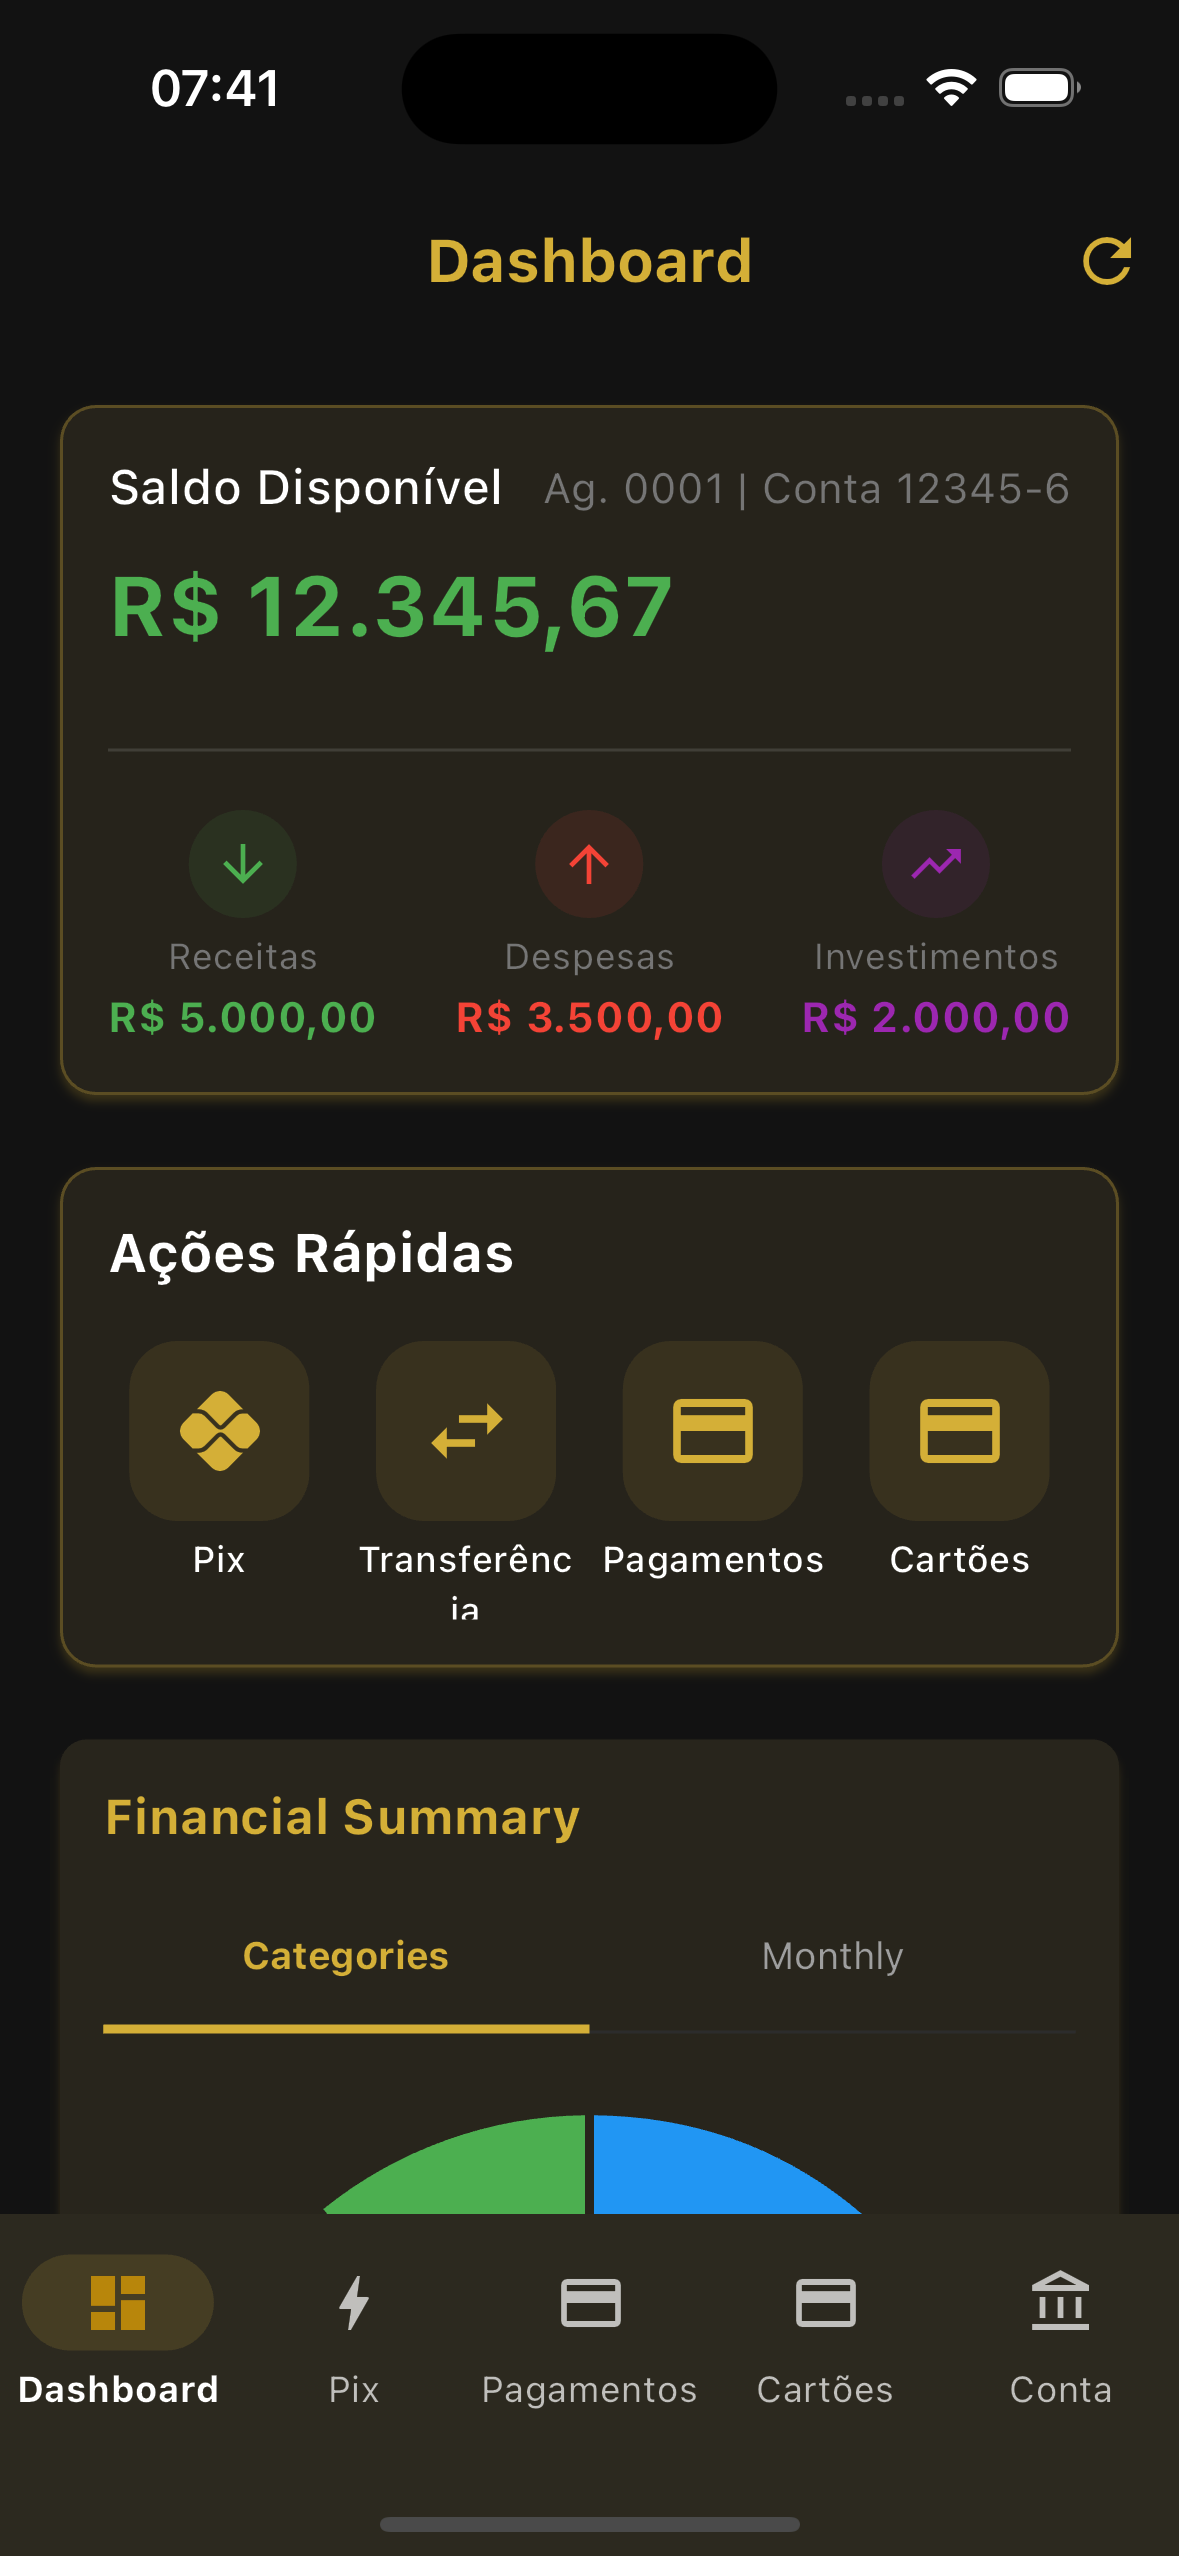 07:41
Dashboard
Saldo Disponível
Ag. 0001 | Conta 12345-6
R$ 12.345,67
Receitas
Despesas
Investimentos
R$ 5.000,00
R$ 3.500,00
R$ 2.000,00
Ações Rápidas
Pix
Transferênc
ia
Pagamentos
Cartões
Financial Summary
Categories
Monthly
Dashboard
Pix
Pagamentos
Cartões
Conta